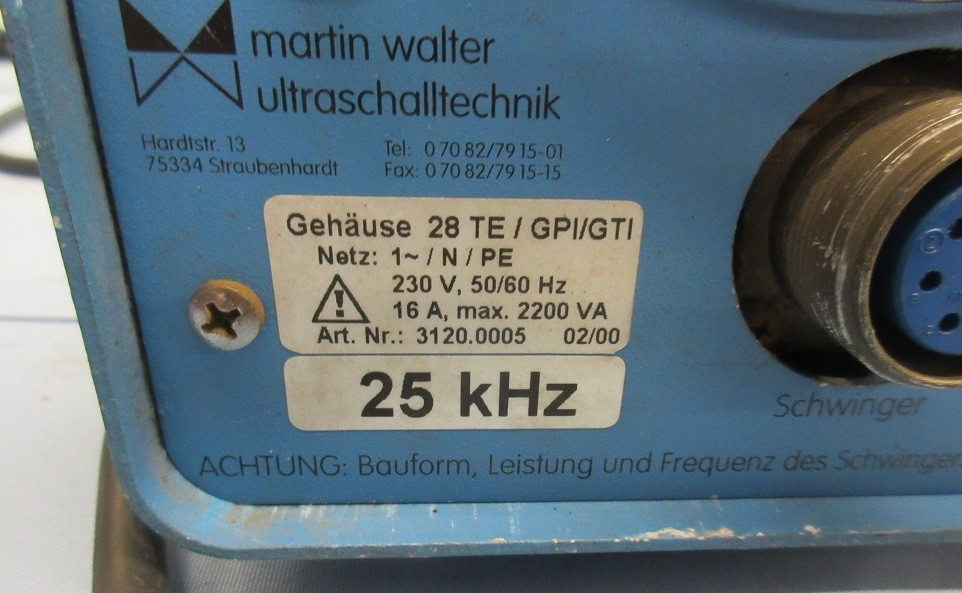 martin walter
ultraschalltechnik
Hardtstr. 13
75334 Straubenhardt
Tel: 0 70 82/79 15-01
Fax: 0 70 82/79 15-15
Gehäuse 28 TE / GPI/GTI
Netz: 1~ / N / PE
230 V, 50/60 Hz
16 A, max. 2200 VA
Art. Nr.: 3120.0005 02/00
25 kHz
Schwinger
ACHTUNG: Bauform, Leistung und Frequenz des Schwingers